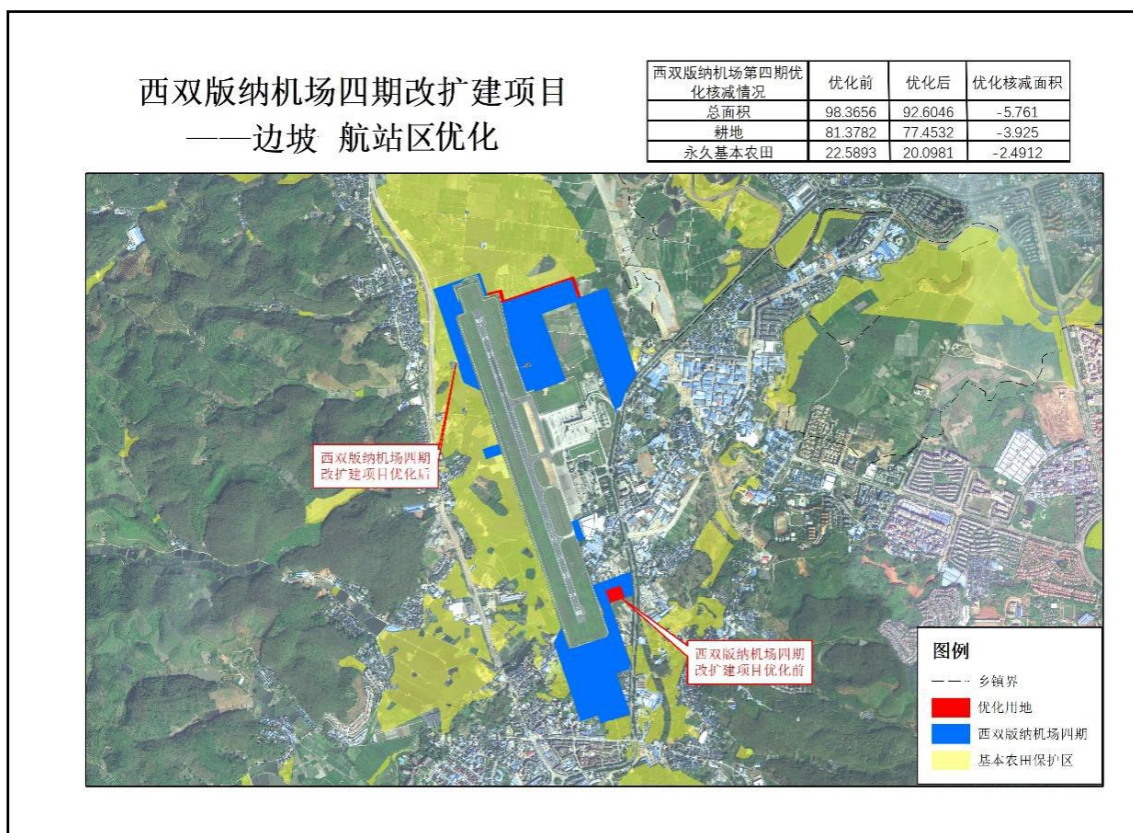 西双版纳机场四期改扩建项目
——边坡 航站区优化
西双版纳机场第四期优化核减情况 优化前 优化后 优化核减面积
总面积 98.3656 92.6046 -5.761
耕地 81.3782 77.4532 -3.925
永久基本农田 22.5893 20.0981 -2.4912
西双版纳机场四期
改扩建项目优化后
西双版纳机场四期
改扩建项目优化前
图例
乡镇界
优化用地
西双版纳机场四期
基本农田保护区